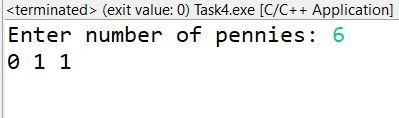 <terminated> (exit value: 0) Task4.exe [C/C++ Application]
Enter number of pennies: 6
0 1 1